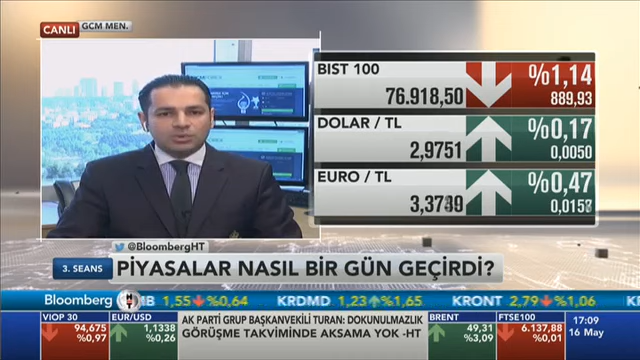 CANLI
GCM MEN.
BIST 100
76.918,50
%1,14
889,93
DOLAR / TL
2,9751
%0,17
0,0050
EURO / TL
%0,47
@BloombergHT
3. SEANS
PİYASALAR NASIL BİR GÜN GEÇİRDİ?
Bloomberg HT
MB 1,55 %0,64 KRDMD 1,23 %1,65 KRONT 2,79 %1,06
VIOP 30
94,675
%0,97
EUR/USD
1,1338
%0,26
AK PARTİ GRUP BAŞKANVEKİLİ TURAN: DOKUNULMAZLIK
GÖRÜŞME TAKVİMİNDE AKSAMA YOK -HT
BRENT
49,31
%3,09
FTSE100
6.137,88
%0,01
17:09
16 May